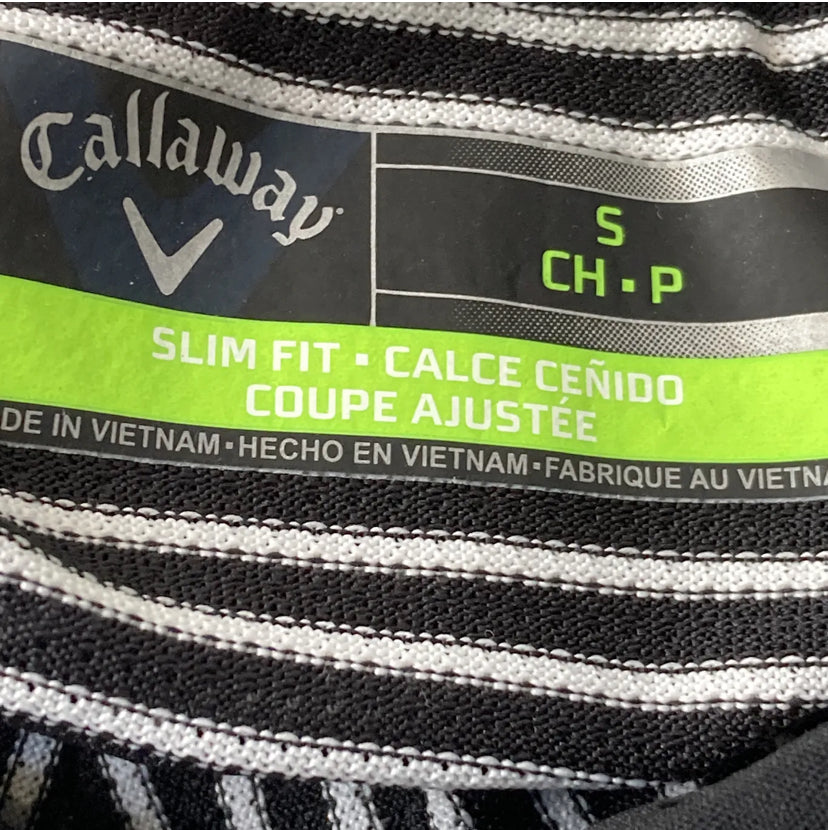 Callaway
S
CH • P
SLIM FIT • CALCE CEÑIDO
COUPE AJUSTÉE
DE IN VIETNAM • HECHO EN VIETNAM • FABRIQUE AU VIETNA